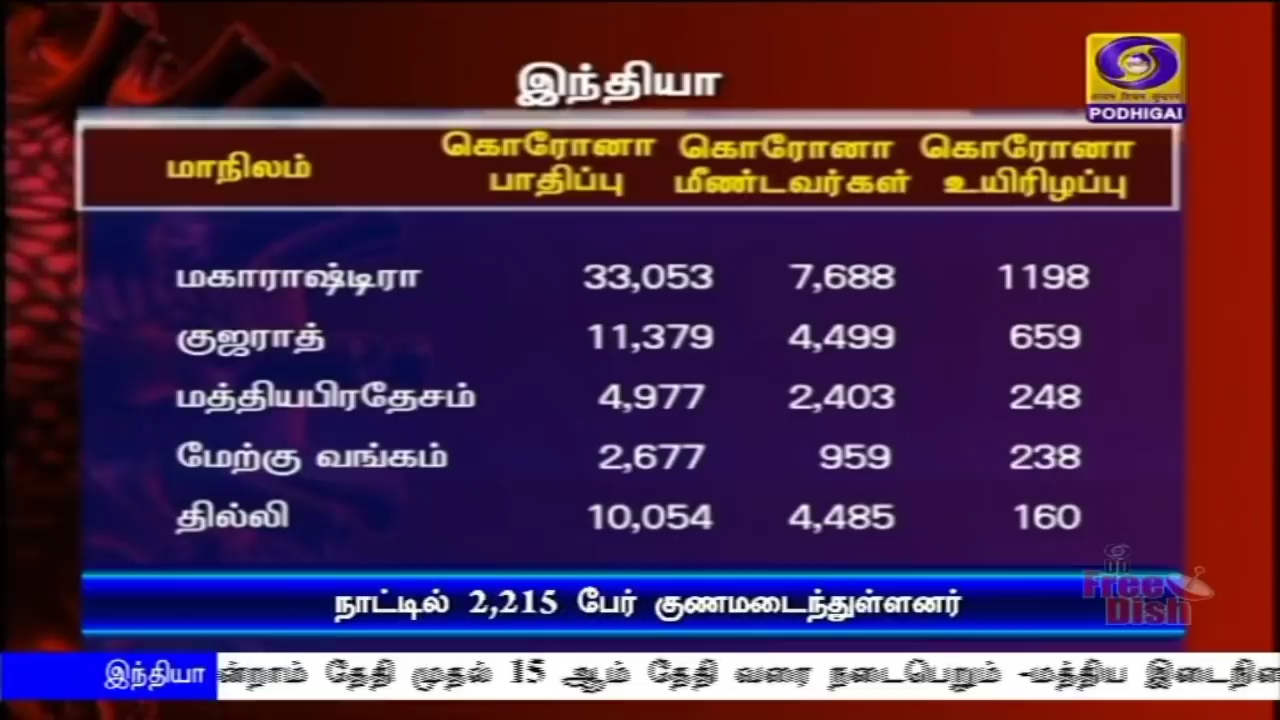 இந்தியா
PODHIGAI
மாநிலம் கொரோனா பாதிப்பு கொரோனா மீண்டவர்கள் கொரோனா உயிரிழப்பு
மகாராஷ்டிரா 33,053 7,688 1198
குஜராத் 11,379 4,499 659
மத்தியபிரதேசம் 4,977 2,403 248
மேற்கு வங்கம் 2,677 959 238
தில்லி 10,054 4,485 160
நாட்டில் 2,215 பேர் குணமடைந்துள்ளனர்
Free Dish
இந்தியா ன்றாம் தேதி முதல் 15 ஆம் தேதி வரை நடைபெறும் -மத்திய இடைநிலை